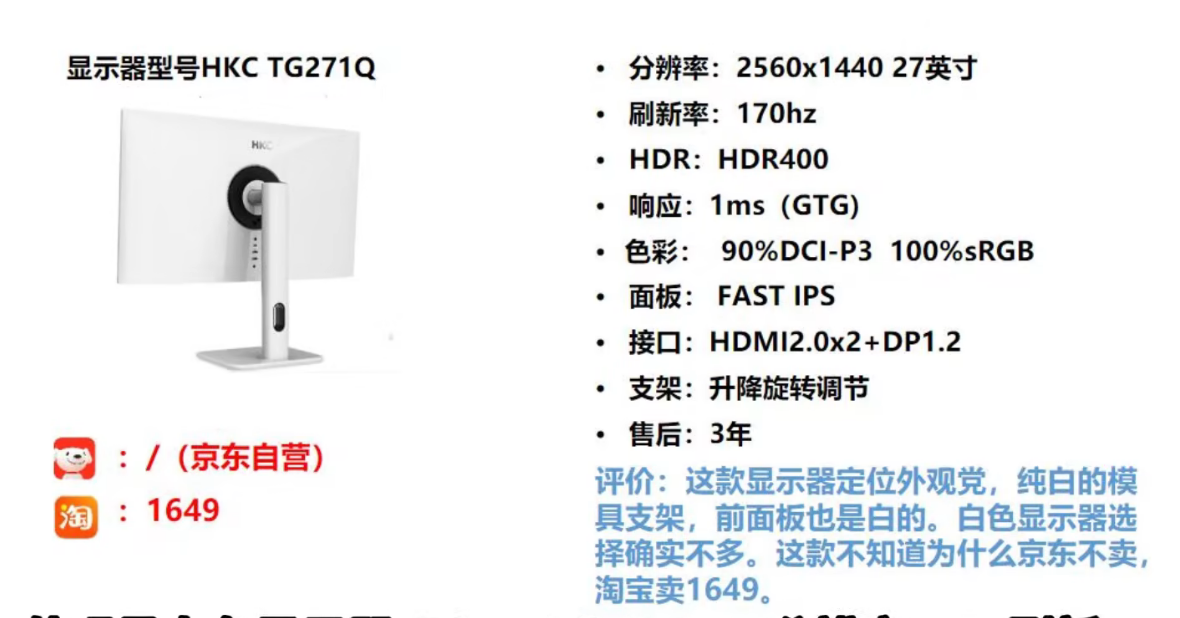 显示器型号HKC TG271Q
HKC
：/（京东自营）
淘：1649
• 分辨率：2560x1440 27英寸
• 刷新率：170hz
• HDR：HDR400
• 响应：1ms（GTG）
• 色彩： 90%DCI-P3 100%sRGB
• 面板： FAST IPS
• 接口：HDMI2.0x2+DP1.2
• 支架：升降旋转调节
• 售后：3年
评价：这款显示器定位外观党，纯白的模
具支架，前面板也是白的。白色显示器选
择确实不多。这款不知道为什么京东不卖，
淘宝卖1649。